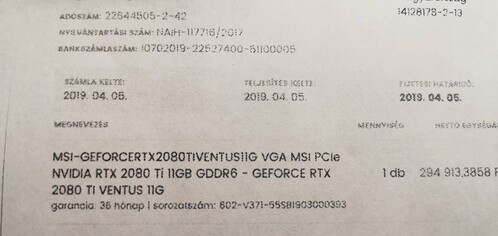 ADÓSZÁM: 22644505-2-42
14128178-2-13
NYILVÁNTARTÁSI SZÁM: NAIH-117716/2017
BANKSZÁMLASZÁM: 10702019-22527400-51100005
SZÁMLA KELTE: TELJESÍTÉS KELTE: FIZETÉSI HATÁRIDŐ:
2019. 04. 05. 2019. 04. 05. 2019. 04. 05.
MEGNEVEZÉS MENNYISÉG NETTO EGYSÉGÁR
MSI-GEFORCERTX2080TIVENTUS11G VGA MSI PCIe
NVIDIA RTX 2080 Ti 11GB GDDR6 - GEFORCE RTX 1 db 294 913,3858 F
2080 TI VENTUS 11G
garancia: 36 hónap | sorozatszám: 602-V371-55SB1903000393